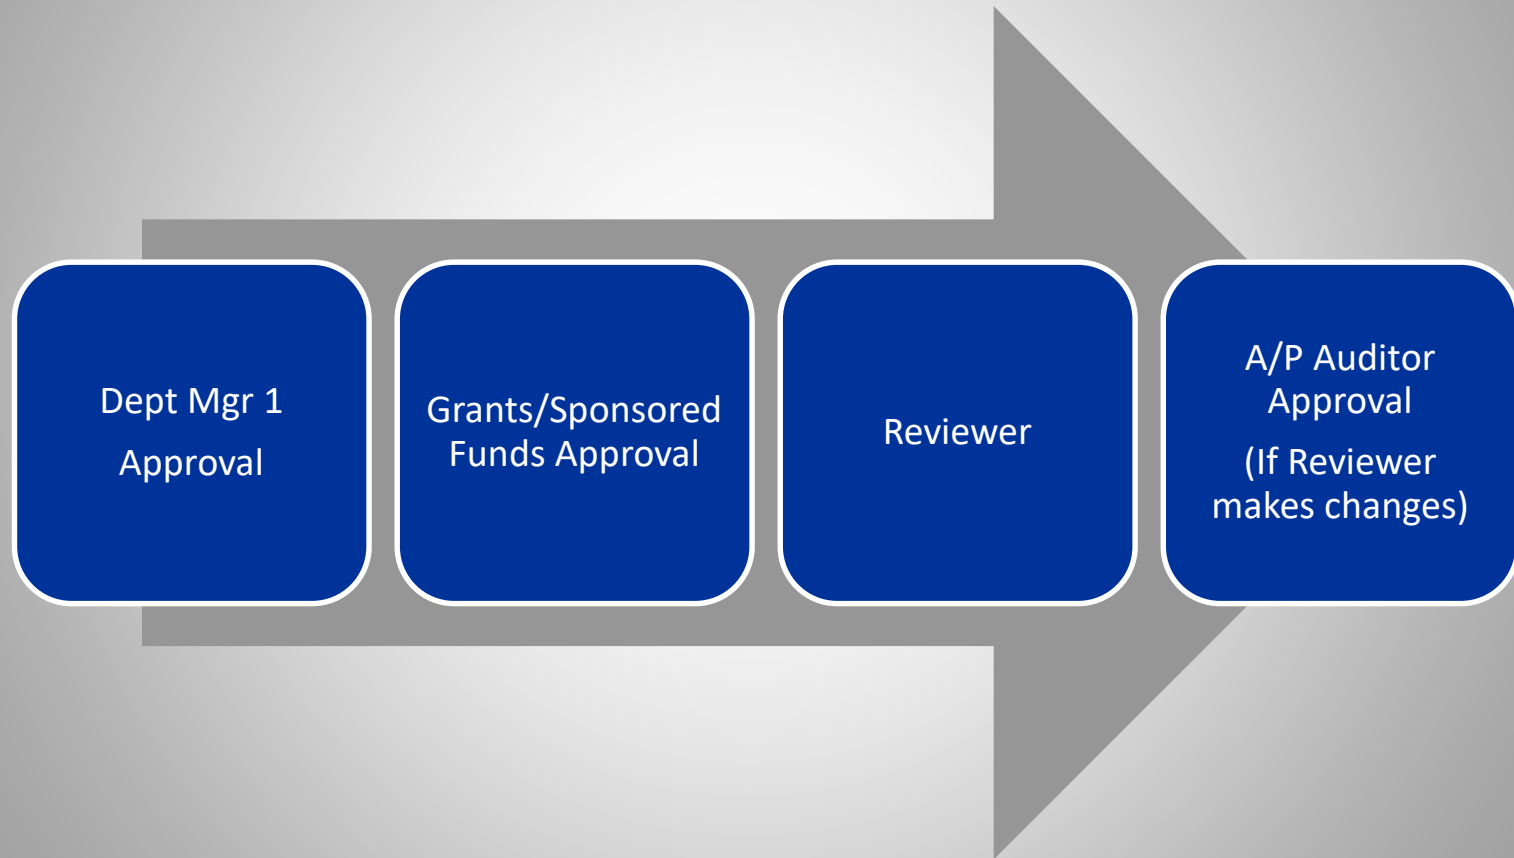 Dept Mgr 1
Approval
Grants/Sponsored
Funds Approval
Reviewer
A/P Auditor
Approval
(If Reviewer
makes changes)